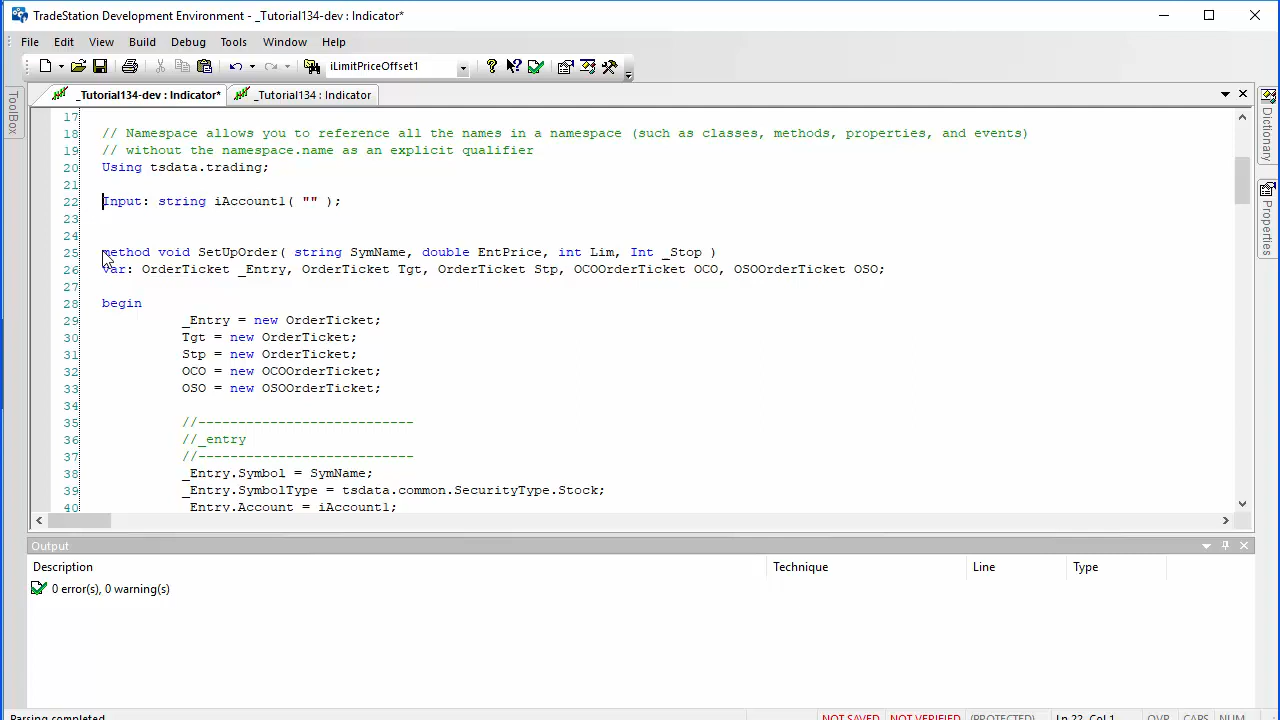 TradeStation Development Environment - _Tutorial134-dev : Indicator*
File Edit View Build Debug Tools Window Help
iLimitPriceOffset1
_Tutorial134-dev : Indicator* _Tutorial134 : Indicator
ToolBox
Dictionary
Properties
17
18 // Namespace allows you to reference all the names in a namespace (such as classes, methods, properties, and events)
19 // without the namespace.name as an explicit qualifier
20 Using tsdata.trading;
21
22 Input: string iAccount1( "" );
23
24
25 method void SetUpOrder( string SymName, double EntPrice, int Lim, Int _Stop )
26 var: OrderTicket _Entry, OrderTicket Tgt, OrderTicket Stp, OCOOrderTicket OCO, OSOOrderTicket OSO;
27
28 begin
29 _Entry = new OrderTicket;
30 Tgt = new OrderTicket;
31 Stp = new OrderTicket;
32 OCO = new OCOOrderTicket;
33 OSO = new OSOOrderTicket;
34
35 //---------------------------
36 //_entry
37 //---------------------------
38 _Entry.Symbol = SymName;
39 _Entry.SymbolType = tsdata.common.SecurityType.Stock;
40 _Entry.Account = iAccount1;
Output
Description Technique Line Type
0 error(s), 0 warning(s)
Parsing completed NOT SAVED NOT VERIFIED (PROTECTED) Ln 22, Col 1 OVR CAPS NUM